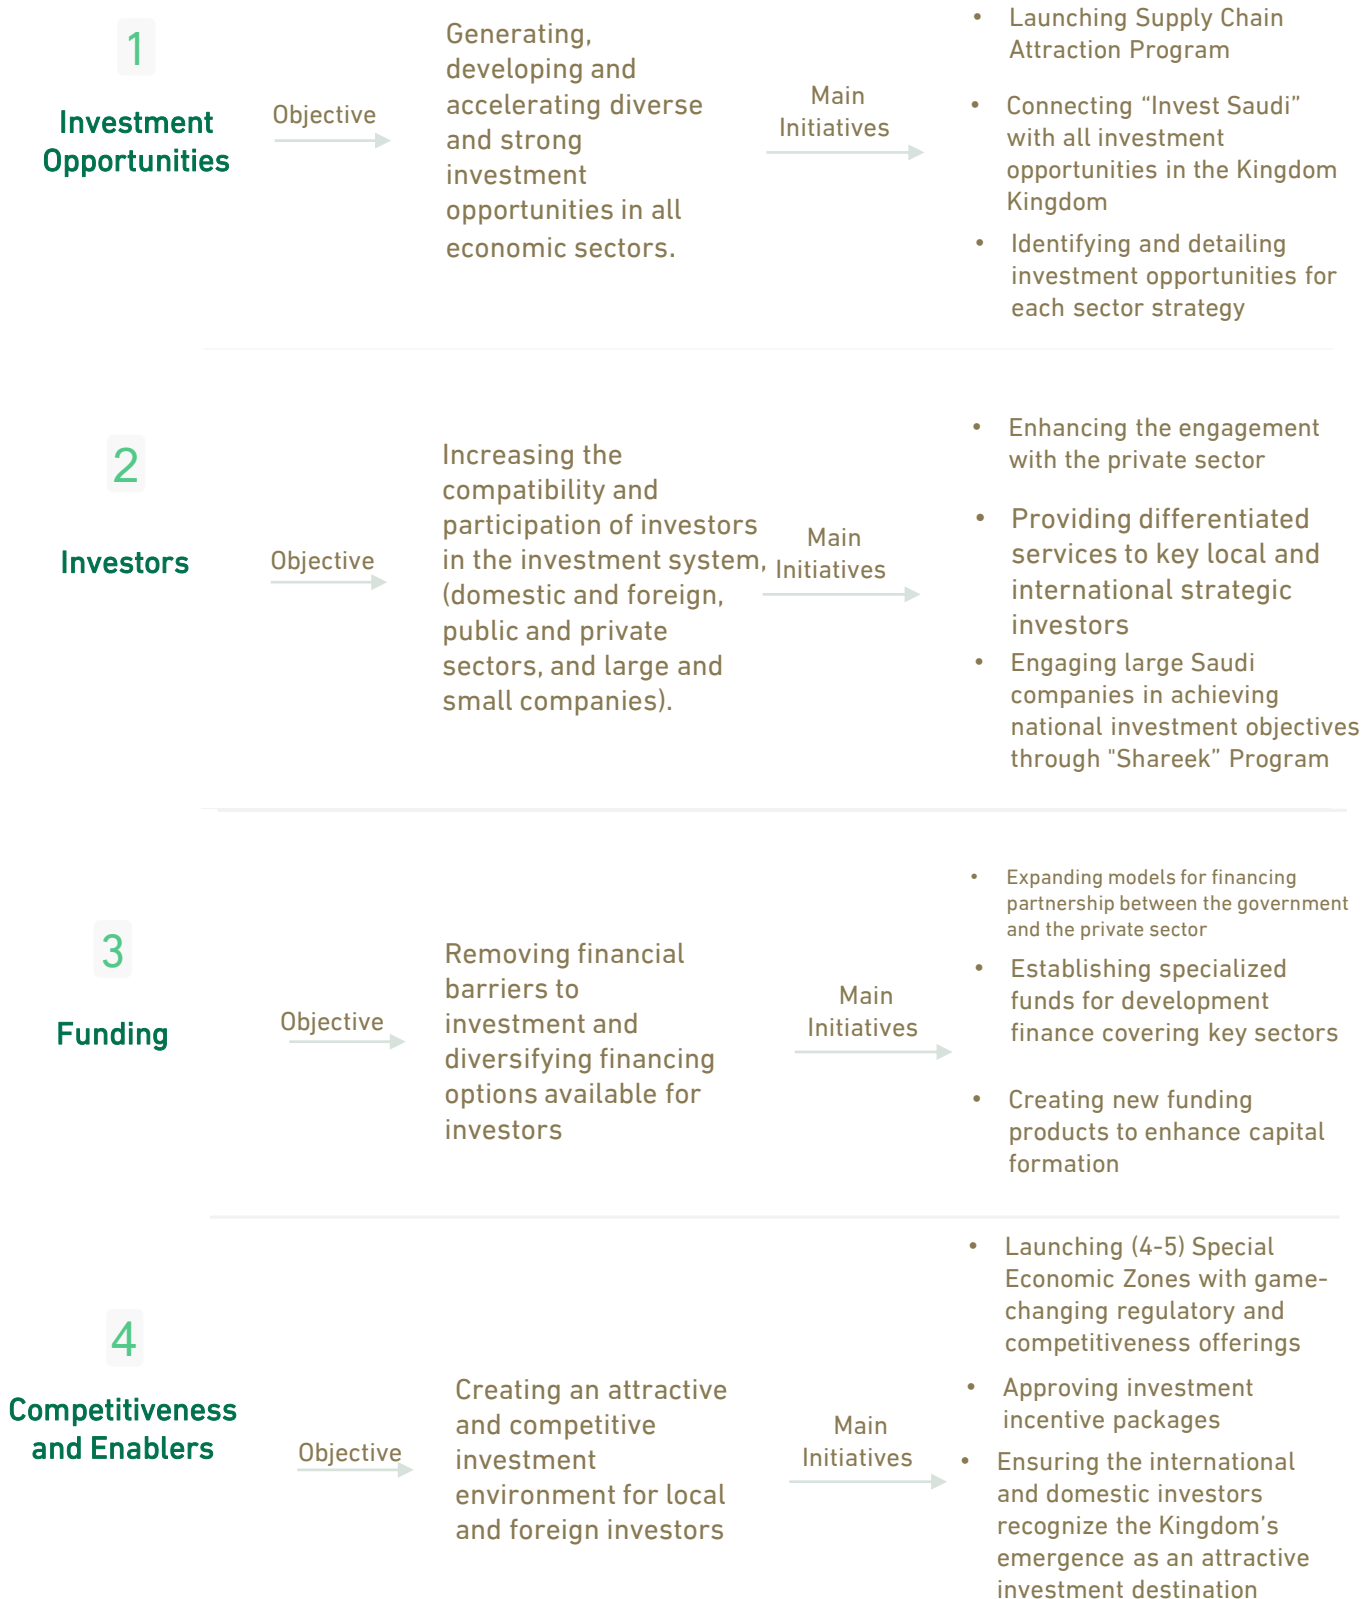 1
Investment
Opportunities
Objective
Generating,
developing and
accelerating diverse
and strong
investment
opportunities in all
economic sectors.
Main
Initiatives
• Launching Supply Chain
Attraction Program
• Connecting “Invest Saudi”
with all investment
opportunities in the Kingdom
Kingdom
• Identifying and detailing
investment opportunities for
each sector strategy
2
Investors
Objective
Increasing the
compatibility and
participation of investors
in the investment system,
(domestic and foreign,
public and private
sectors, and large and
small companies).
Main
Initiatives
• Enhancing the engagement
with the private sector
• Providing differentiated
services to key local and
international strategic
investors
• Engaging large Saudi
companies in achieving
national investment objectives
through "Shareek” Program
3
Funding
Objective
Removing financial
barriers to
investment and
diversifying financing
options available for
investors
Main
Initiatives
• Expanding models for financing
partnership between the government
and the private sector
• Establishing specialized
funds for development
finance covering key sectors
• Creating new funding
products to enhance capital
formation
4
Competitiveness
and Enablers
Objective
Creating an attractive
and competitive
investment
environment for local
and foreign investors
Main
Initiatives
• Launching (4-5) Special
Economic Zones with game-
changing regulatory and
competitiveness offerings
• Approving investment
incentive packages
• Ensuring the international
and domestic investors
recognize the Kingdom’s
emergence as an attractive
investment destination